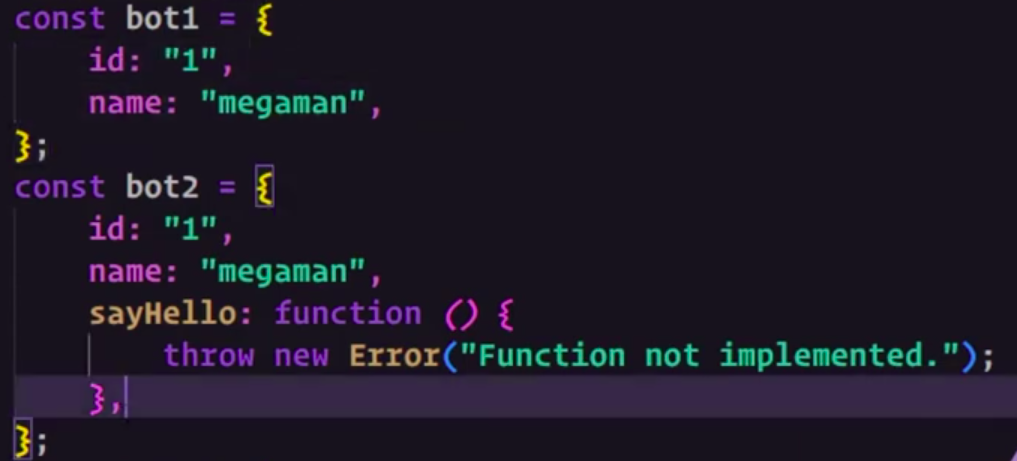 const bot1 = {
    id: "1",
    name: "megaman",
};
const bot2 = {
    id: "1",
    name: "megaman",
    sayHello: function () {
        throw new Error("Function not implemented.");
    },
};